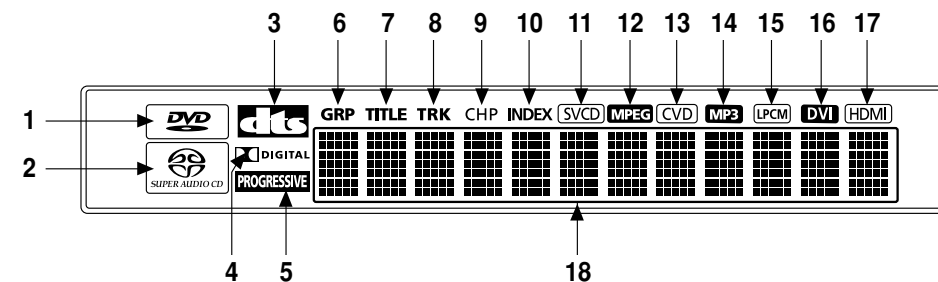 3 6 7 8 9 10 11 12 13 14 15 16 17
1 DVD dts GRP TITLE TRK CHP INDEX SVCD MPEG CVD MP3 LPCM DVI HDMI
2 SUPER AUDIO CD DIGITAL
PROGRESSIVE
4 5 18